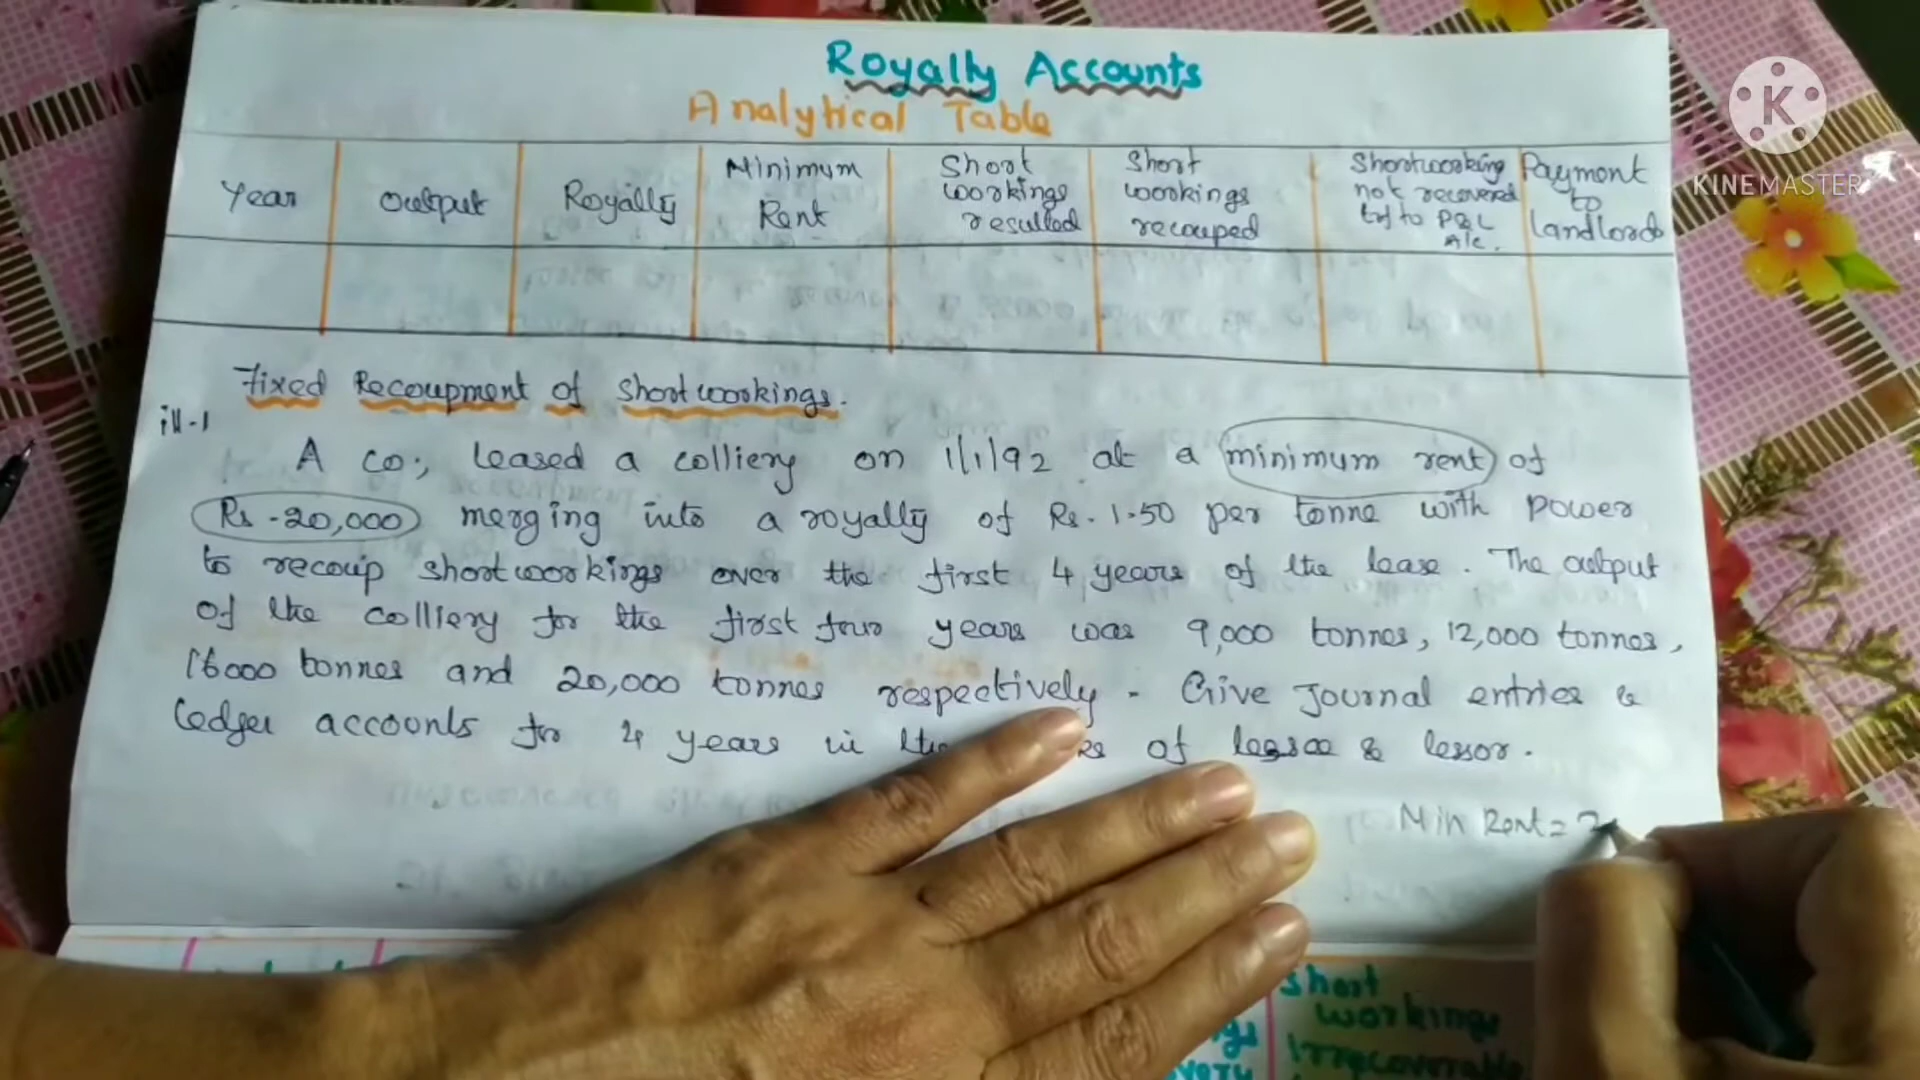 Royalty Accounts
Analytical Table
KINEMASTER
Year
Output
Royalty
Minimum
Rent
Short
workings
resulted
Short
workings
recouped
Shortworking
not recovered
trf to P&L
A/c.
Payment
to
landlord
Fixed Recoupment of Shortworkings.
ill-1
A Co:, leased a colliery on 1/1/92 at a minimum rent of
Rs.-20,000 merging into a royalty of Rs.1.50 per tonne with power
to recoup shortworkings over the first 4 years of the lease. The output
of the colliery for the first four years was 9,000 tonnes, 12,000 tonnes,
16000 tonnes and 20,000 tonnes respectively - Give Journal entries &
ledger accounts for 4 years in the of lessee & lessor.
Min Rent = 2
Short
workings
Irrecoverable